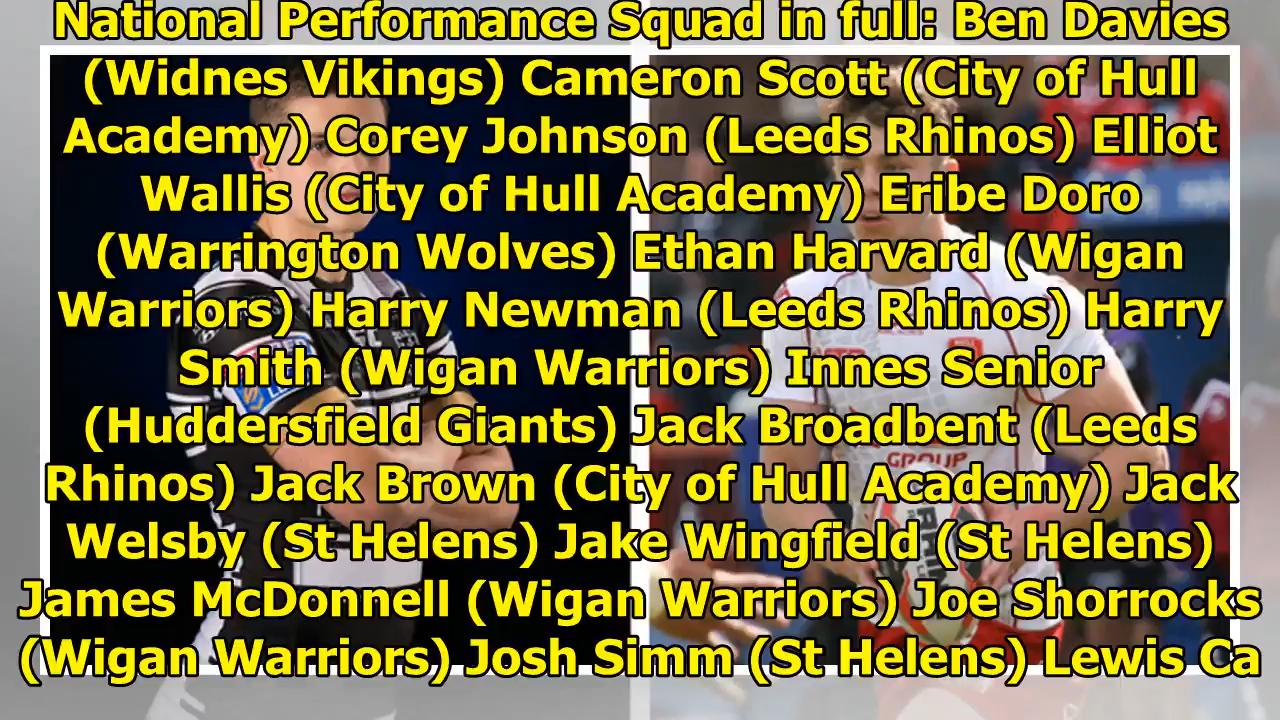 National Performance Squad in full: Ben Davies
(Widnes Vikings) Cameron Scott (City of Hull
Academy) Corey Johnson (Leeds Rhinos) Elliot
Wallis (City of Hull Academy) Eribe Doro
(Warrington Wolves) Ethan Harvard (Wigan
Warriors) Harry Newman (Leeds Rhinos) Harry
Smith (Wigan Warriors) Innes Senior
(Huddersfield Giants) Jack Broadbent (Leeds
GROUP
Rhinos) Jack Brown (City of Hull Academy) Jack
Welsby (St Helens) Jake Wingfield (St Helens)
James McDonnell (Wigan Warriors) Joe Shorrocks
(Wigan Warriors) Josh Simm (St Helens) Lewis Ca